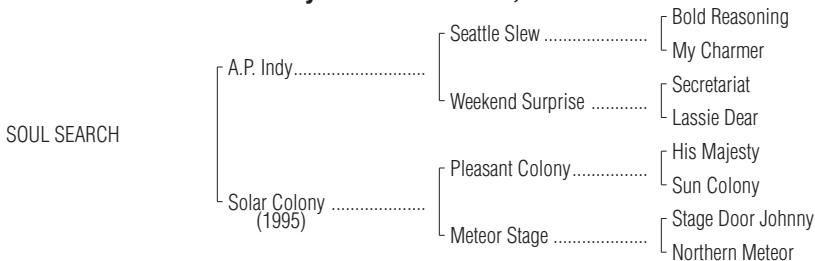 Bold Reasoning
Seattle Slew ......................
My Charmer
A.P. Indy............................
Secretariat
Weekend Surprise ............
Lassie Dear
SOUL SEARCH
His Majesty
Pleasant Colony................
Sun Colony
Solar Colony ....................
(1995)
Stage Door Johnny
Meteor Stage ....................
Northern Meteor